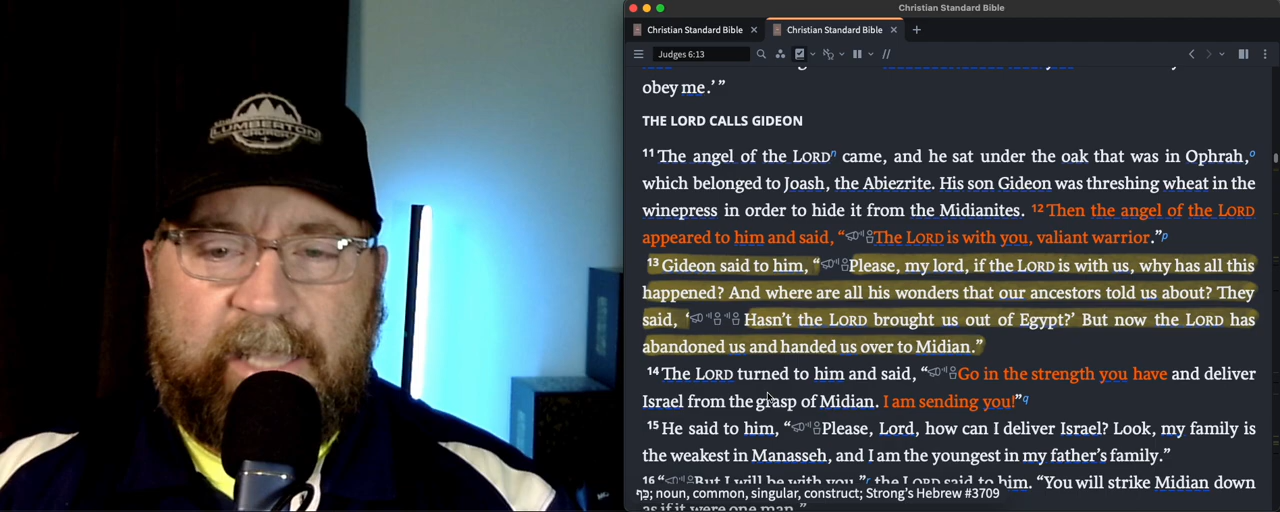 LUMBERTON
CHURCH
Christian Standard Bible
Christian Standard Bible
Christian Standard Bible
Judges 6:13
obey me.’ ”
THE LORD CALLS GIDEON
11 The angel of the LORDn came, and he sat under the oak that was in Ophrah,o
which belonged to Joash, the Abiezrite. His son Gideon was threshing wheat in the
winepress in order to hide it from the Midianites. 12 Then the angel of the LORD
appeared to him and said, “The LORD is with you, valiant warrior.”p
13 Gideon said to him, “Please, my lord, if the LORD is with us, why has all this
happened? And where are all his wonders that our ancestors told us about? They
said, ‘Hasn’t the LORD brought us out of Egypt?’ But now the LORD has
abandoned us and handed us over to Midian.”
14 The LORD turned to him and said, “Go in the strength you have and deliver
Israel from the grasp of Midian. I am sending you!”q
15 He said to him, “Please, Lord, how can I deliver Israel? Look, my family is
the weakest in Manasseh, and I am the youngest in my father’s family.”
16 “But I will be with you,”r the LORD said to him. “You will strike Midian down
כַּף; noun, common, singular, construct; Strong’s Hebrew #3709
as if it were one man.”